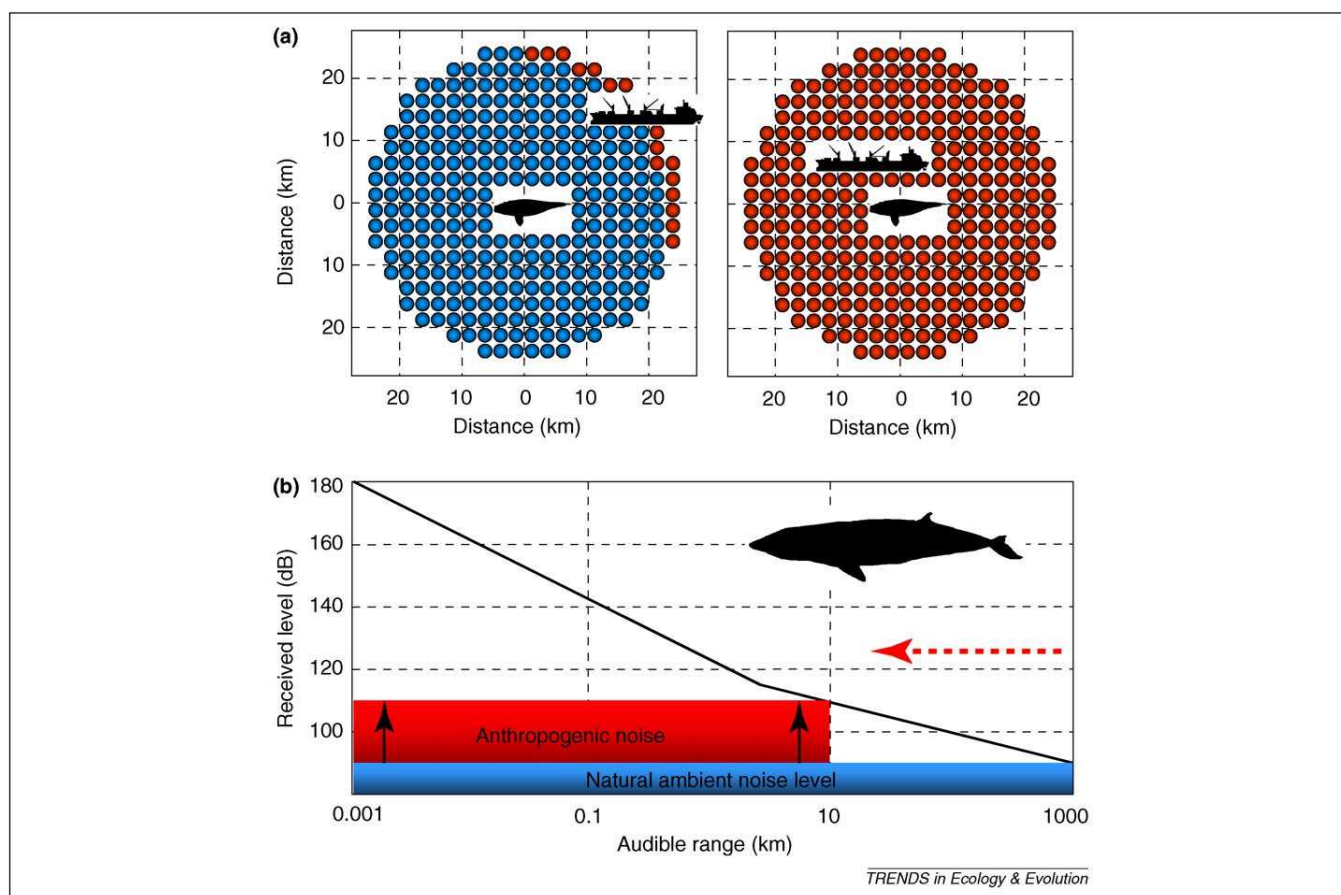 (a)
20
10
0
10
20
Distance (km)
20 10 0 10 20
Distance (km)
20 10 0 10 20
Distance (km)
(b)
180
160
140
120
100
Received level (dB)
Anthropogenic noise
Natural ambient noise level
0.001 0.1 10 1000
Audible range (km)
TRENDS in Ecology & Evolution